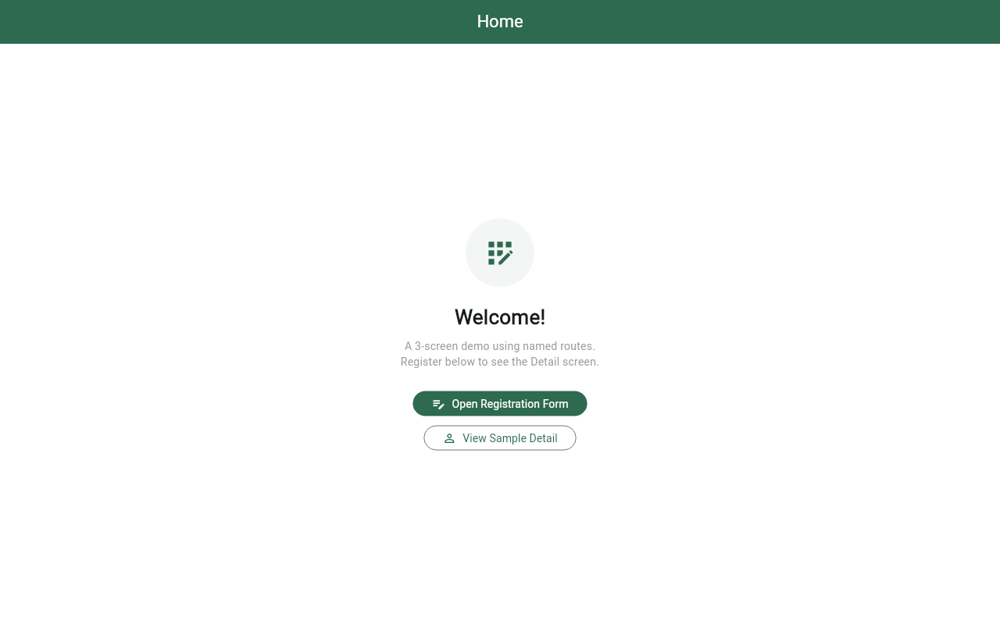 Home
Welcome!
A 3-screen demo using named routes.
Register below to see the Detail screen.
Open Registration Form
View Sample Detail